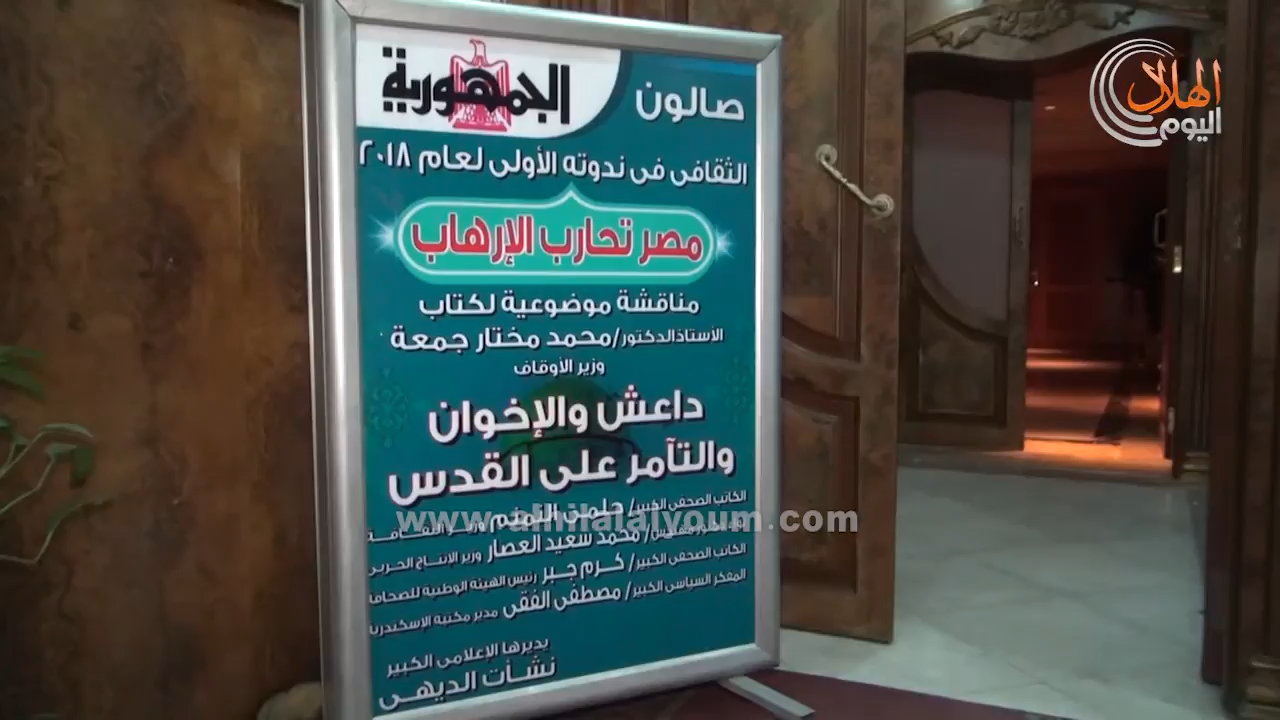 الهلال
اليوم
صالون
الجمهورية
الثقافى فى ندوته الأولى لعام ٢٠١٨
مصر تحارب الإرهاب
مناقشة موضوعية لكتاب
الأستاذ الدكتور/محمد مختار جمعة
وزير الأوقاف
داعش والإخوان
والتآمر على القدس
الكاتب الصحفى الكبير/ حلمى النمنم وزير الثقافة
محمد سعيد العصار وزير الإنتاج الحربى
الكاتب الصحفى الكبير/ كرم جبر رئيس الهيئة الوطنية للصحافة
المفكر السياسى الكبير/ مصطفى الفقى مدير مكتبة الإسكندرية
يديرها الإعلامى الكبير
نشأت الديهى
www.alhilalalyoum.com